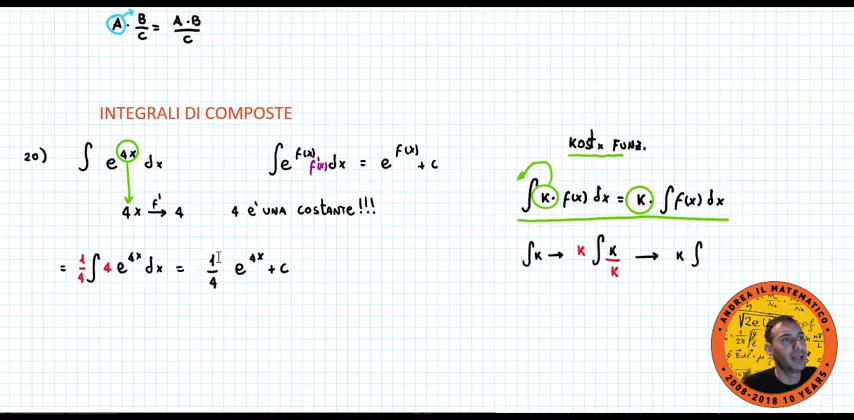 A · B/C = A·B/C
INTEGRALI DI COMPOSTE
20) ∫ e^4x dx
∫e^f(x) f'(x) dx = e^f(x) + c
4x →f' 4
4 E' UNA COSTANTE!!!
= 1/4 ∫ 4 e^4x dx = 1/4 e^4x + c
KOST x FUNZ.
∫ K· f(x) dx = K· ∫ f(x) dx
∫K → K ∫ K/K → K ∫
ANDREA IL MATEMATICO
2008-2018 10 YEARS